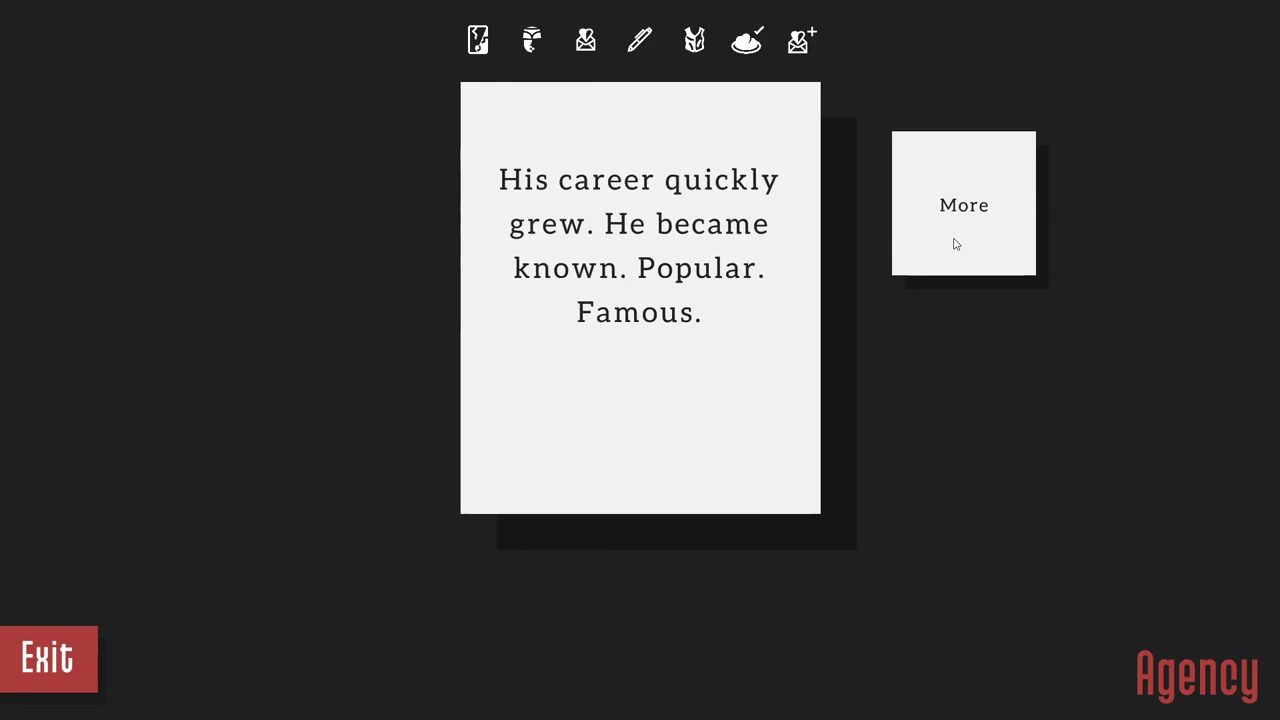 His career quickly
grew. He became
known. Popular.
Famous.
More
Exit
Agency